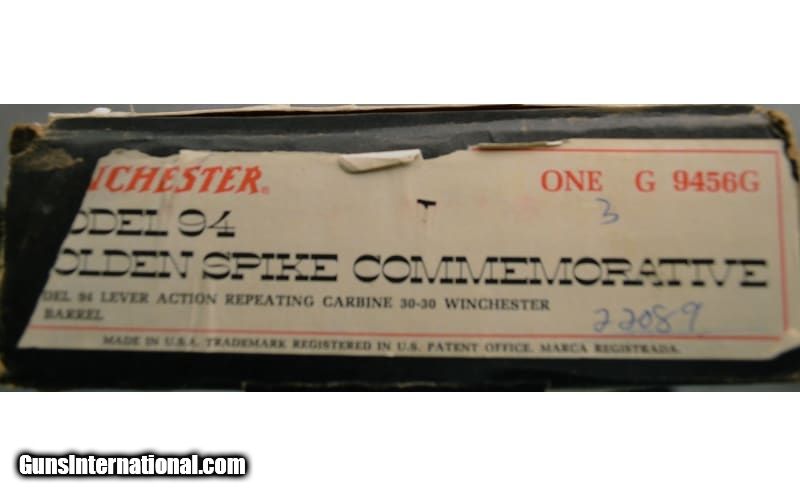 ICHESTER®
ONE G 9456G
3
ODEL 94
OLDEN SPIKE COMMEMORATIVE
DEL 94 LEVER ACTION REPEATING CARBINE 30-30 WINCHESTER
BARREL
22089
MADE IN U.S.A. TRADEMARK REGISTERED IN U.S. PATENT OFFICE. MARCA REGISTRADA.
GunsInternational.com